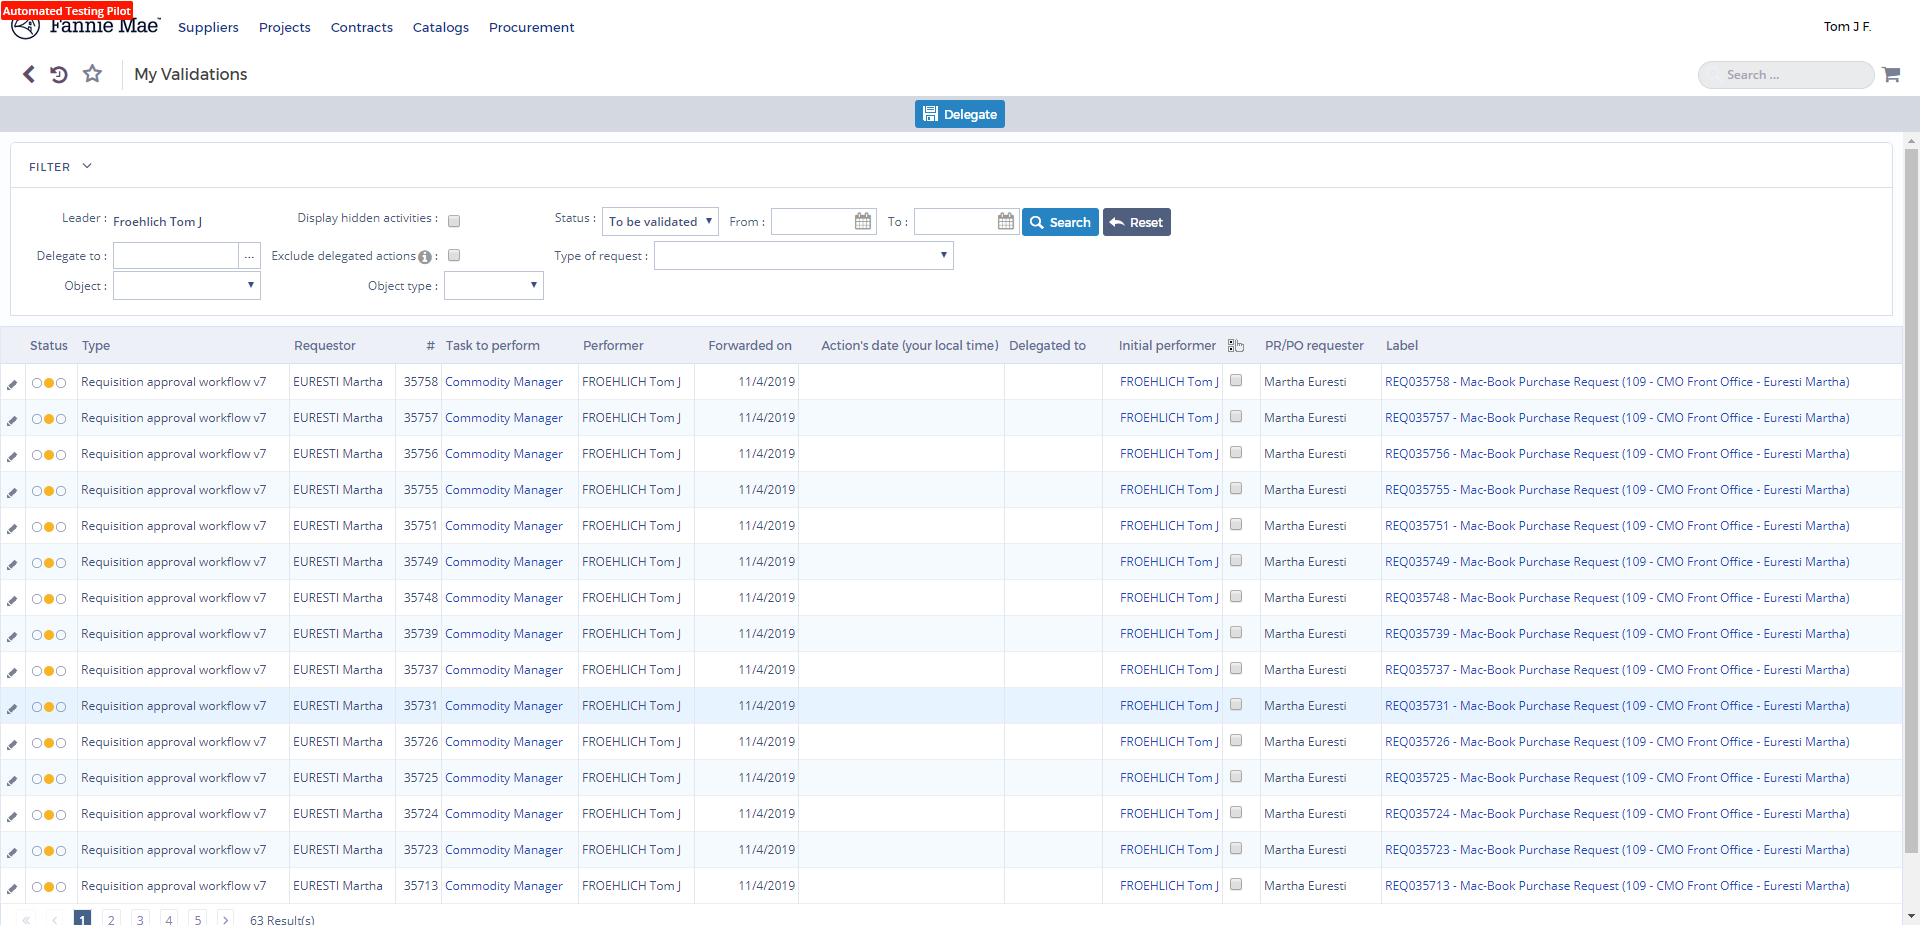 Automated Testing Pilot
Fannie Mae Suppliers Projects Contracts Catalogs Procurement Tom J F.
My Validations Search ...
Delegate
FILTER
Leader : Froehlich Tom J Display hidden activities : Status : To be validated From : To : Search Reset
Delegate to : ... Exclude delegated actions : Type of request :
Object : Object type :
Status Type Requestor # Task to perform Performer Forwarded on Action's date (your local time) Delegated to Initial performer PR/PO requester Label
Requisition approval workflow v7 EURESTI Martha 35758 Commodity Manager FROEHLICH Tom J 11/4/2019 FROEHLICH Tom J Martha Euresti REQ035758 - Mac-Book Purchase Request (109 - CMO Front Office - Euresti Martha)
Requisition approval workflow v7 EURESTI Martha 35757 Commodity Manager FROEHLICH Tom J 11/4/2019 FROEHLICH Tom J Martha Euresti REQ035757 - Mac-Book Purchase Request (109 - CMO Front Office - Euresti Martha)
Requisition approval workflow v7 EURESTI Martha 35756 Commodity Manager FROEHLICH Tom J 11/4/2019 FROEHLICH Tom J Martha Euresti REQ035756 - Mac-Book Purchase Request (109 - CMO Front Office - Euresti Martha)
Requisition approval workflow v7 EURESTI Martha 35755 Commodity Manager FROEHLICH Tom J 11/4/2019 FROEHLICH Tom J Martha Euresti REQ035755 - Mac-Book Purchase Request (109 - CMO Front Office - Euresti Martha)
Requisition approval workflow v7 EURESTI Martha 35751 Commodity Manager FROEHLICH Tom J 11/4/2019 FROEHLICH Tom J Martha Euresti REQ035751 - Mac-Book Purchase Request (109 - CMO Front Office - Euresti Martha)
Requisition approval workflow v7 EURESTI Martha 35749 Commodity Manager FROEHLICH Tom J 11/4/2019 FROEHLICH Tom J Martha Euresti REQ035749 - Mac-Book Purchase Request (109 - CMO Front Office - Euresti Martha)
Requisition approval workflow v7 EURESTI Martha 35748 Commodity Manager FROEHLICH Tom J 11/4/2019 FROEHLICH Tom J Martha Euresti REQ035748 - Mac-Book Purchase Request (109 - CMO Front Office - Euresti Martha)
Requisition approval workflow v7 EURESTI Martha 35739 Commodity Manager FROEHLICH Tom J 11/4/2019 FROEHLICH Tom J Martha Euresti REQ035739 - Mac-Book Purchase Request (109 - CMO Front Office - Euresti Martha)
Requisition approval workflow v7 EURESTI Martha 35737 Commodity Manager FROEHLICH Tom J 11/4/2019 FROEHLICH Tom J Martha Euresti REQ035737 - Mac-Book Purchase Request (109 - CMO Front Office - Euresti Martha)
Requisition approval workflow v7 EURESTI Martha 35731 Commodity Manager FROEHLICH Tom J 11/4/2019 FROEHLICH Tom J Martha Euresti REQ035731 - Mac-Book Purchase Request (109 - CMO Front Office - Euresti Martha)
Requisition approval workflow v7 EURESTI Martha 35726 Commodity Manager FROEHLICH Tom J 11/4/2019 FROEHLICH Tom J Martha Euresti REQ035726 - Mac-Book Purchase Request (109 - CMO Front Office - Euresti Martha)
Requisition approval workflow v7 EURESTI Martha 35725 Commodity Manager FROEHLICH Tom J 11/4/2019 FROEHLICH Tom J Martha Euresti REQ035725 - Mac-Book Purchase Request (109 - CMO Front Office - Euresti Martha)
Requisition approval workflow v7 EURESTI Martha 35724 Commodity Manager FROEHLICH Tom J 11/4/2019 FROEHLICH Tom J Martha Euresti REQ035724 - Mac-Book Purchase Request (109 - CMO Front Office - Euresti Martha)
Requisition approval workflow v7 EURESTI Martha 35723 Commodity Manager FROEHLICH Tom J 11/4/2019 FROEHLICH Tom J Martha Euresti REQ035723 - Mac-Book Purchase Request (109 - CMO Front Office - Euresti Martha)
Requisition approval workflow v7 EURESTI Martha 35713 Commodity Manager FROEHLICH Tom J 11/4/2019 FROEHLICH Tom J Martha Euresti REQ035713 - Mac-Book Purchase Request (109 - CMO Front Office - Euresti Martha)
« ‹ 1 2 3 4 5 › 63 Result(s)